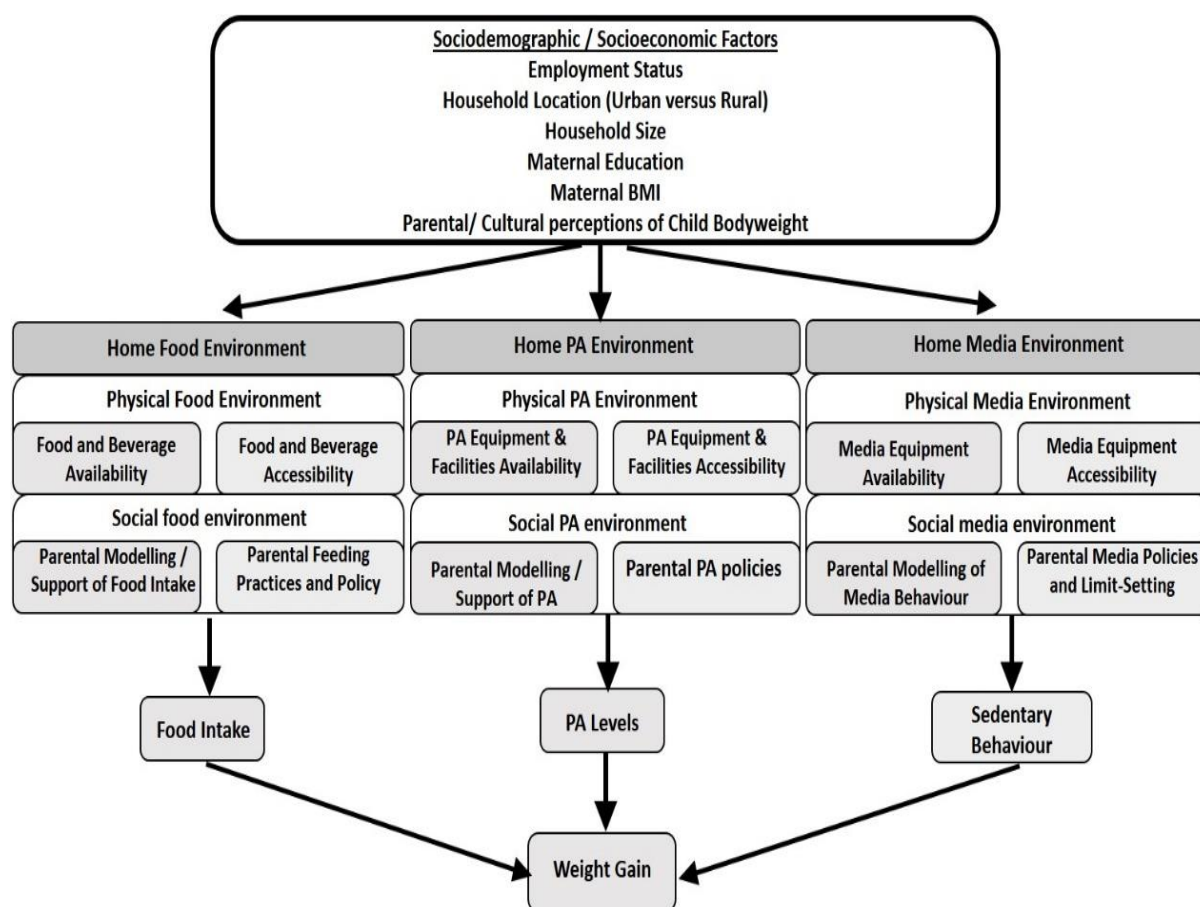 Sociodemographic / Socioeconomic Factors
Employment Status
Household Location (Urban versus Rural)
Household Size
Maternal Education
Maternal BMI
Parental/ Cultural perceptions of Child Bodyweight
Home Food Environment
Physical Food Environment
Food and Beverage
Availability
Food and Beverage
Accessibility
Social food environment
Parental Modelling /
Support of Food Intake
Parental Feeding
Practices and Policy
Home PA Environment
Physical PA Environment
PA Equipment &
Facilities Availability
PA Equipment &
Facilities Accessibility
Social PA environment
Parental Modelling /
Support of PA
Parental PA policies
Home Media Environment
Physical Media Environment
Media Equipment
Availability
Media Equipment
Accessibility
Social media environment
Parental Modelling of
Media Behaviour
Parental Media Policies
and Limit-Setting
Food Intake
PA Levels
Sedentary
Behaviour
Weight Gain